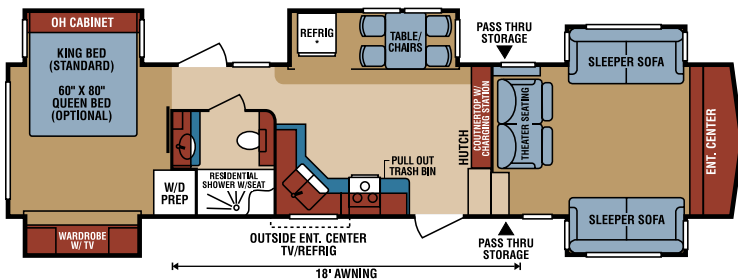 OH CABINET
KING BED
(STANDARD)
60" X 80"
QUEEN BED
(OPTIONAL)
REFRIG
TABLE/
CHAIRS
PASS THRU
STORAGE
SLEEPER SOFA
COUTNERTOP W/
CHARGING STATION
HUTCH
THEATER SEATING
ENT. CENTER
PULL OUT
TRASH BIN
W/D
PREP
RESIDENTIAL
SHOWER W/SEAT
WARDROBE
W/ TV
OUTSIDE ENT. CENTER
TV/REFRIG
PASS THRU
STORAGE
SLEEPER SOFA
18' AWNING